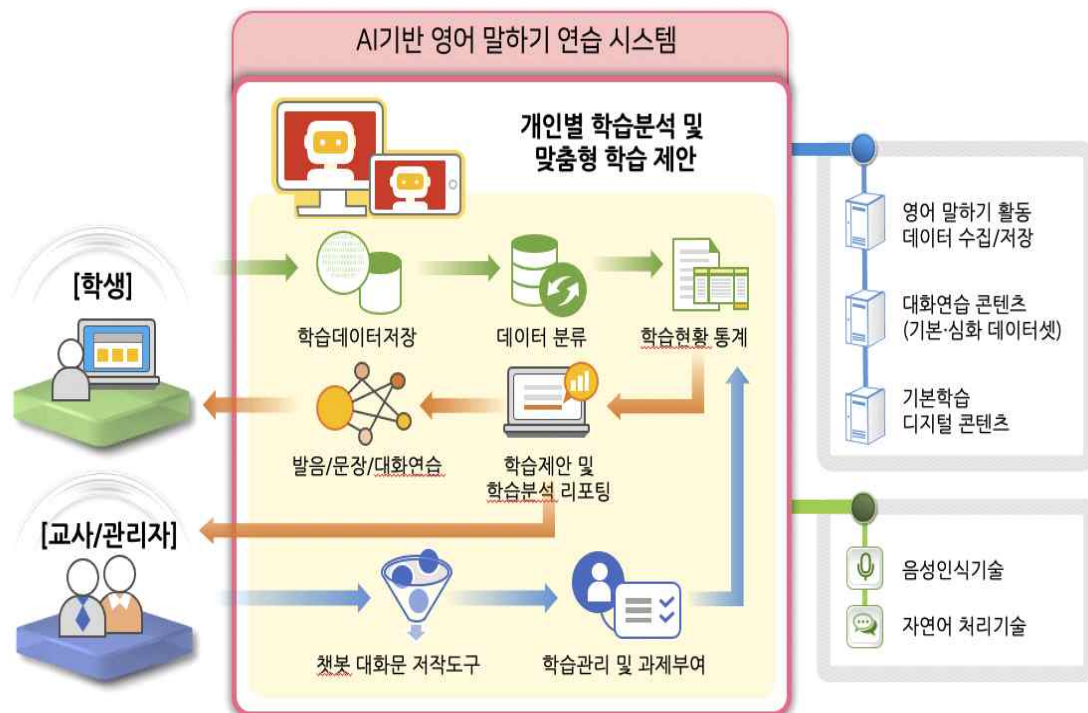 AI기반 영어 말하기 연습 시스템
개인별 학습분석 및
맞춤형 학습 제안
[학생]
학습데이터저장
데이터 분류
학습현황 통계
발음/문장/대화연습
학습제안 및
학습분석 리포팅
[교사/관리자]
챗봇 대화문 저작도구
학습관리 및 과제부여
영어 말하기 활동
데이터 수집/저장
대화연습 콘텐츠
(기본·심화 데이터셋)
기본학습
디지털 콘텐츠
음성인식기술
자연어 처리기술